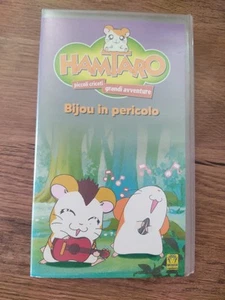 HAMTARO
piccoli criceti grandi avventure
Bijou in pericolo